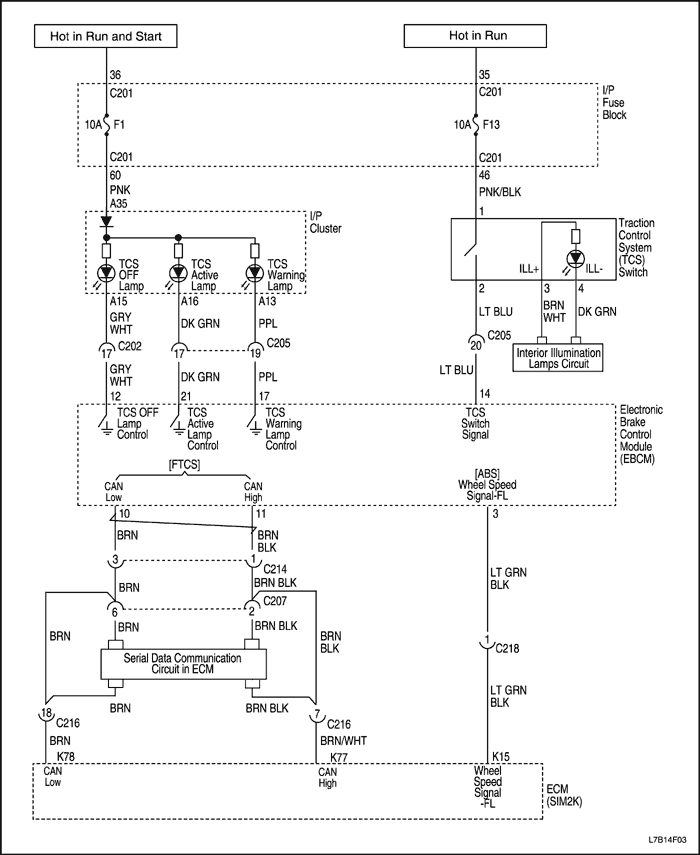 Hot in Run and Start
Hot in Run
36
35
C201
C201
I/P
Fuse
Block
10A F1
10A F13
C201
C201
60
46
PNK
PNK/BLK
A35
I/P
Cluster
1
Traction
Control
System
(TCS)
Switch
TCS
OFF
Lamp
TCS
Active
Lamp
TCS
Warning
Lamp
ILL+
ILL-
A15
A16
A13
2
3
4
GRY
WHT
DK GRN
PPL
LT BLU
BRN
WHT
DK GRN
17
C202
17
19
C205
20
C205
Interior Illumination
Lamps Circuit
GRY
WHT
DK GRN
PPL
LT BLU
12
21
17
14
TCS OFF
Lamp
Control
TCS
Active
Lamp
Control
TCS
Warning
Lamp
Control
TCS
Switch
Signal
Electronic
Brake
Control
Module
(EBCM)
[FTCS]
CAN
Low
CAN
High
[ABS]
Wheel Speed
Signal-FL
10
11
3
BRN
BRN
BLK
3
1
C214
BRN
BRN BLK
LT GRN
BLK
6
2
C207
BRN
BRN BLK
BRN
BRN
BLK
1
C218
Serial Data Communication
Circuit in ECM
BRN
BRN BLK
LT GRN
BLK
18
C216
7
C216
BRN
BRN/WHT
K78
K77
K15
CAN
Low
CAN
High
Wheel
Speed
Signal
-FL
ECM
(SIM2K)
L7B14F03